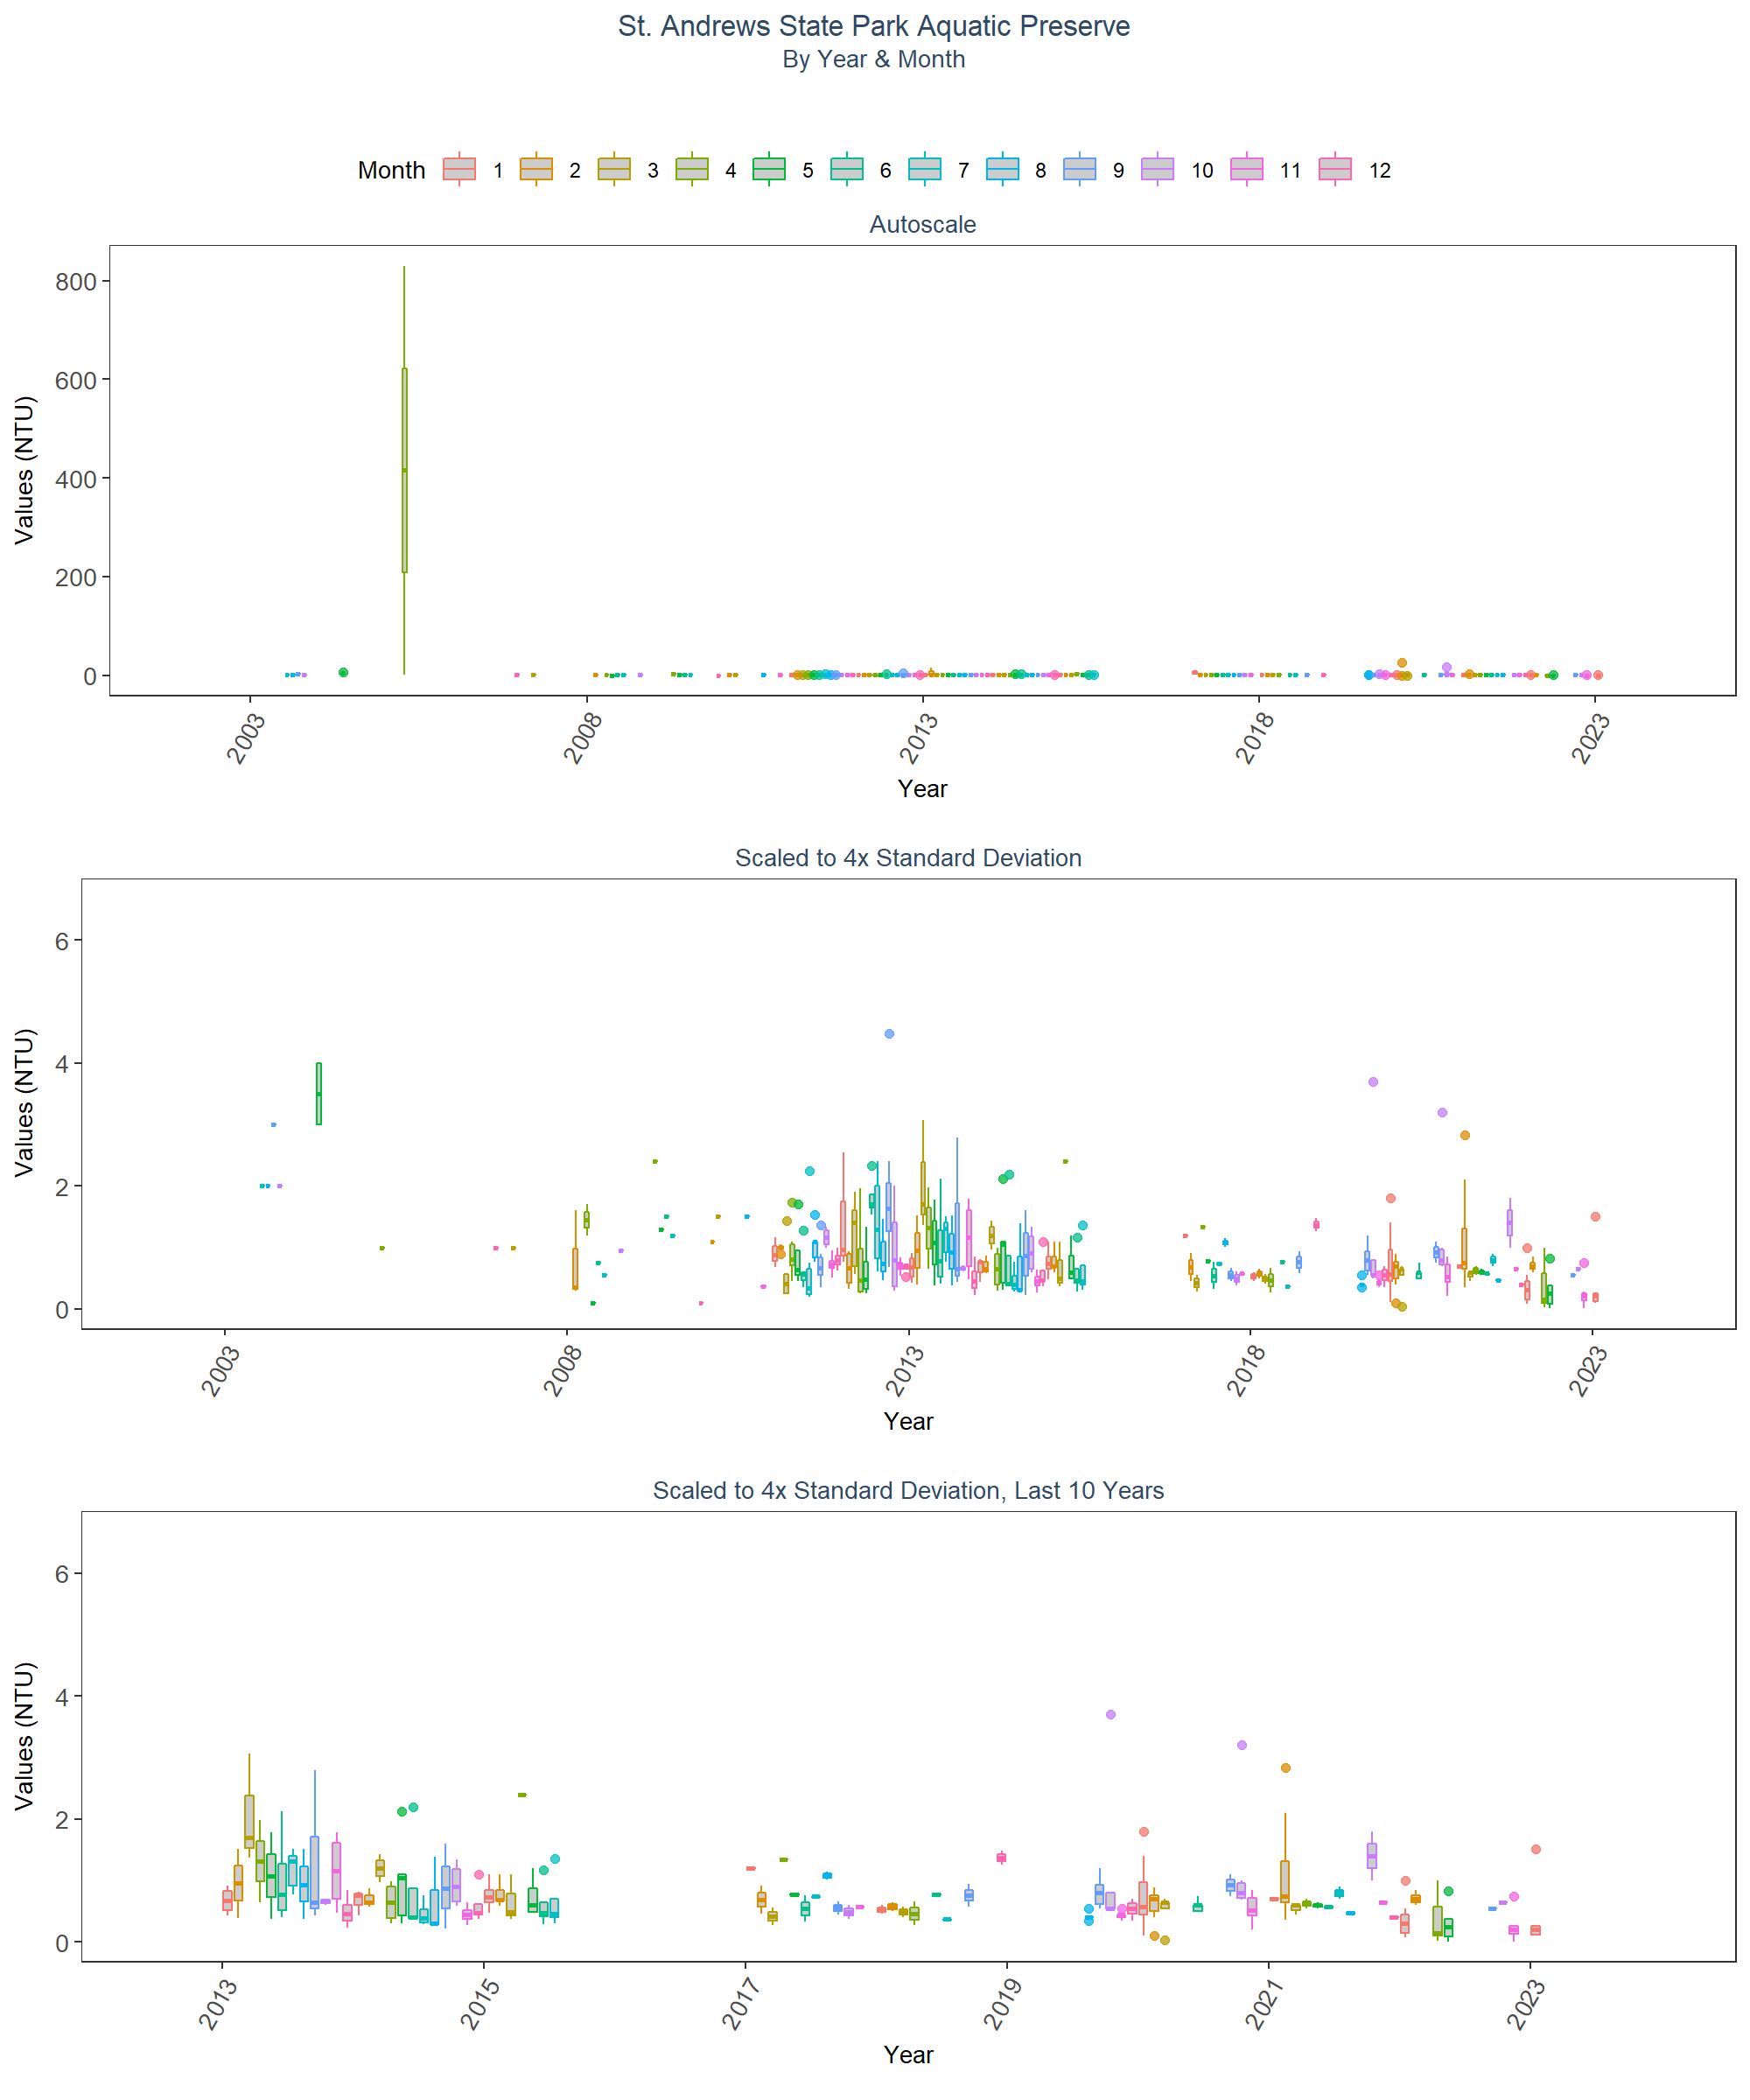 St. Andrews State Park Aquatic Preserve
By Year & Month
Month 1 2 3 4 5 6 7 8 9 10 11 12
Autoscale
800
600
400
200
0
Values (NTU)
2003 2008 2013 2018 2023
Year
Scaled to 4x Standard Deviation
6
4
2
0
Values (NTU)
2003 2008 2013 2018 2023
Year
Scaled to 4x Standard Deviation, Last 10 Years
6
4
2
0
Values (NTU)
2013 2015 2017 2019 2021 2023
Year